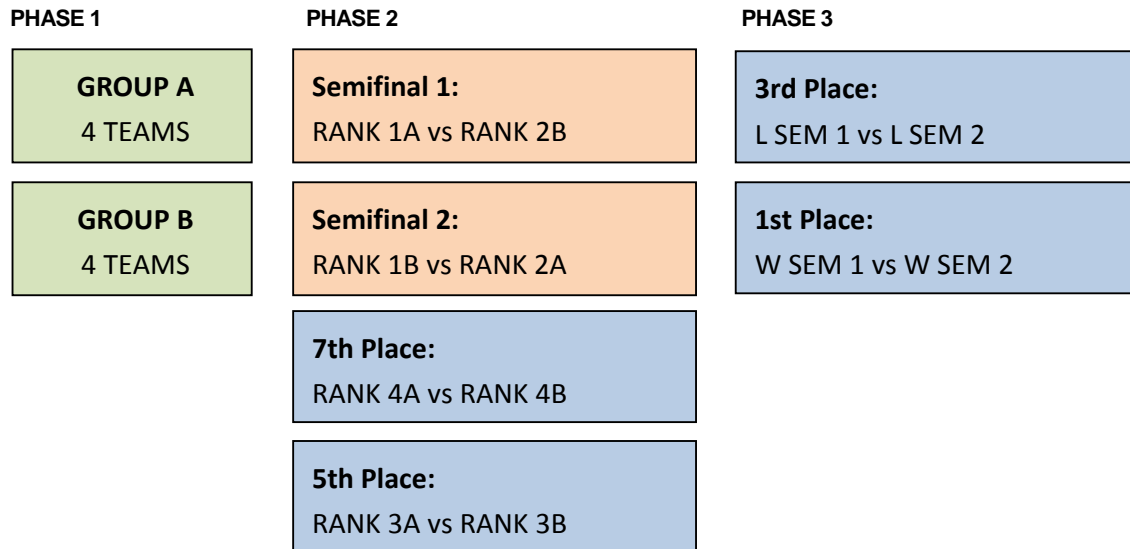 PHASE 1
PHASE 2
PHASE 3
GROUP A
4 TEAMS
Semifinal 1:
RANK 1A vs RANK 2B
3rd Place:
L SEM 1 vs L SEM 2
GROUP B
4 TEAMS
Semifinal 2:
RANK 1B vs RANK 2A
1st Place:
W SEM 1 vs W SEM 2
7th Place:
RANK 4A vs RANK 4B
5th Place:
RANK 3A vs RANK 3B